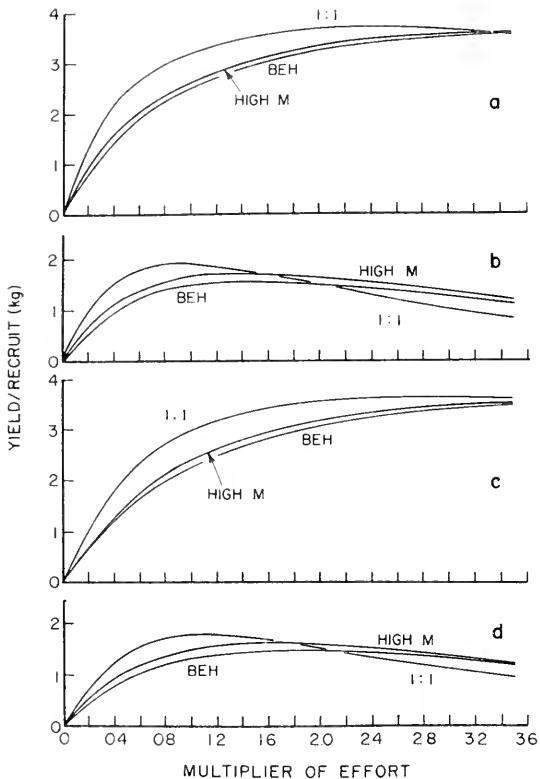 4
3
2
1
0
1:1
BEH
HIGH M
a
2
1
0
HIGH M
BEH
1:1
b
4
3
2
1
0
1:1
BEH
HIGH M
c
2
1
0
HIGH M
BEH
1:1
d
0 04 08 12 16 20 24 28 32 36
MULTIPLIER OF EFFORT
YIELD/RECRUIT (kg)